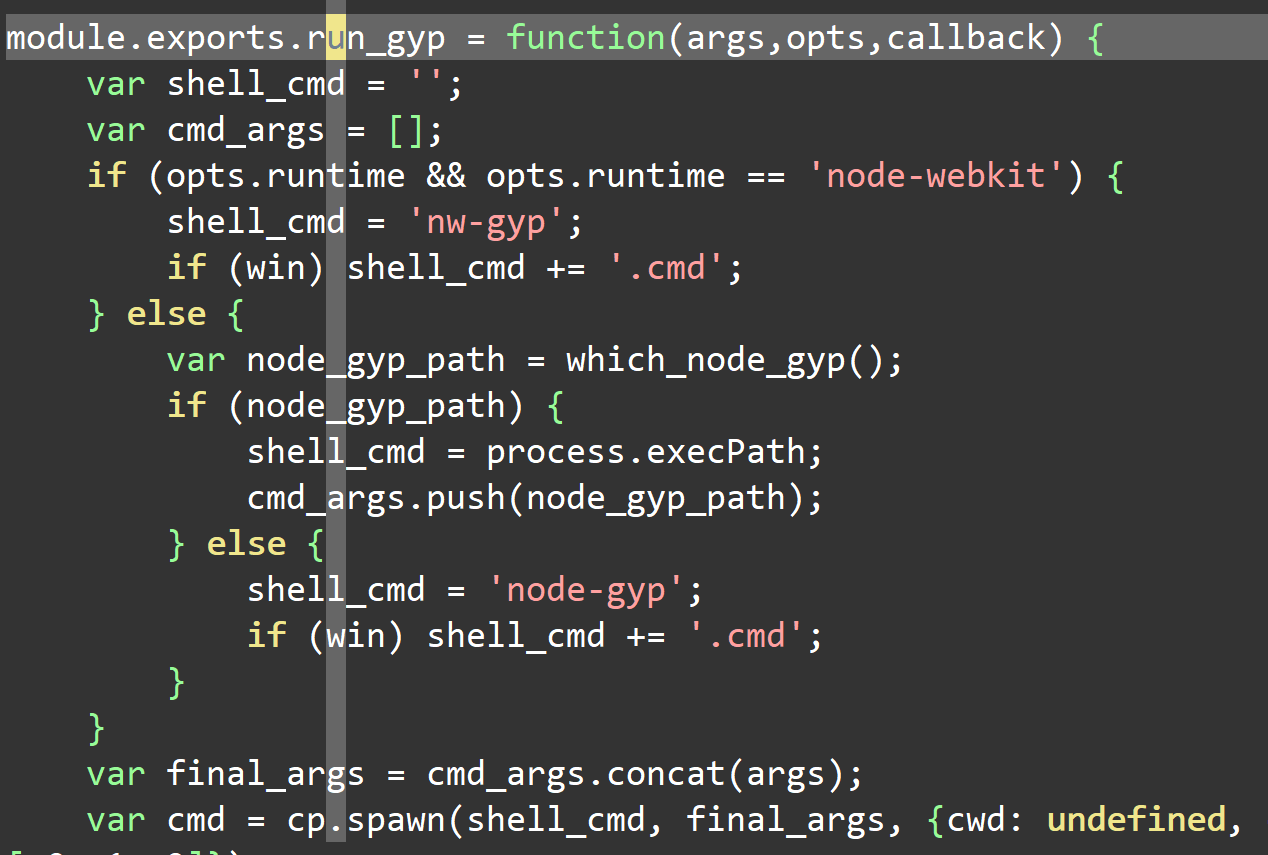 module.exports.run_gyp = function(args,opts,callback) {
    var shell_cmd = '';
    var cmd_args = [];
    if (opts.runtime && opts.runtime == 'node-webkit') {
        shell_cmd = 'nw-gyp';
        if (win) shell_cmd += '.cmd';
    } else {
        var node_gyp_path = which_node_gyp();
        if (node_gyp_path) {
            shell_cmd = process.execPath;
            cmd_args.push(node_gyp_path);
        } else {
            shell_cmd = 'node-gyp';
            if (win) shell_cmd += '.cmd';
        }
    }
    var final_args = cmd_args.concat(args);
    var cmd = cp.spawn(shell_cmd, final_args, {cwd: undefined,